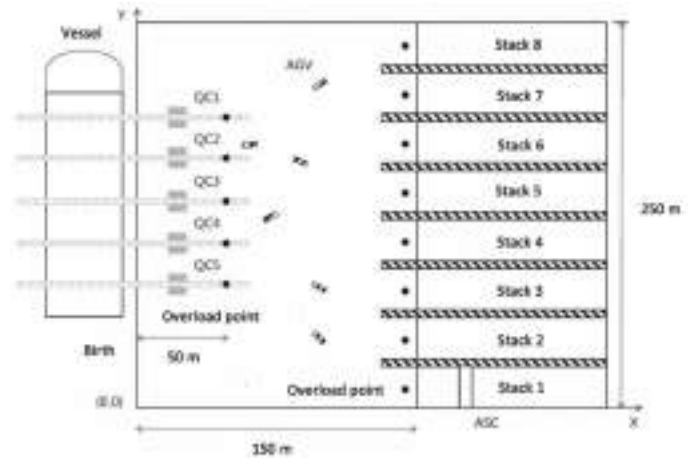 Y
Vessel
Stack 8
AGV
QC1
Stack 7
QC2
Stack 6
QC3
Stack 5
250 m
QC4
Stack 4
QC5
Stack 3
Overload point
Birth
50 m
Stack 2
Overload point
Stack 1
(0,0)
ASC
X
150 m